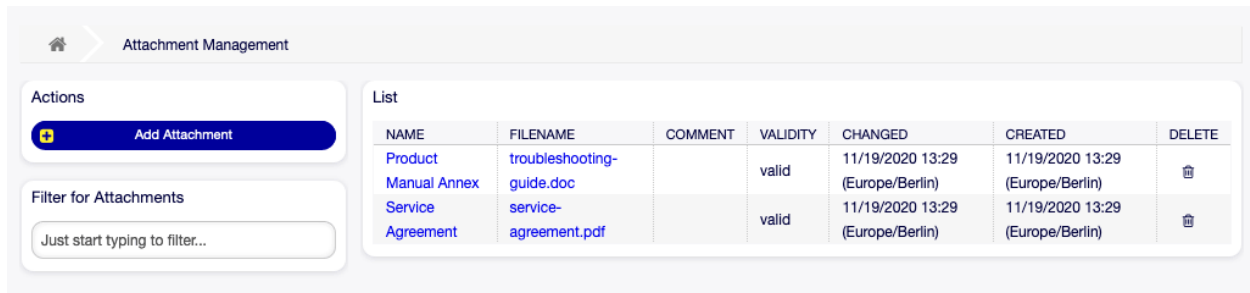 Attachment Management
Actions
Add Attachment
Filter for Attachments
Just start typing to filter...
List
NAME FILENAME COMMENT VALIDITY CHANGED CREATED DELETE
Product troubleshooting- 11/19/2020 13:29 11/19/2020 13:29
valid
Manual Annex guide.doc (Europe/Berlin) (Europe/Berlin)
Service service- 11/19/2020 13:29 11/19/2020 13:29
valid
Agreement agreement.pdf (Europe/Berlin) (Europe/Berlin)